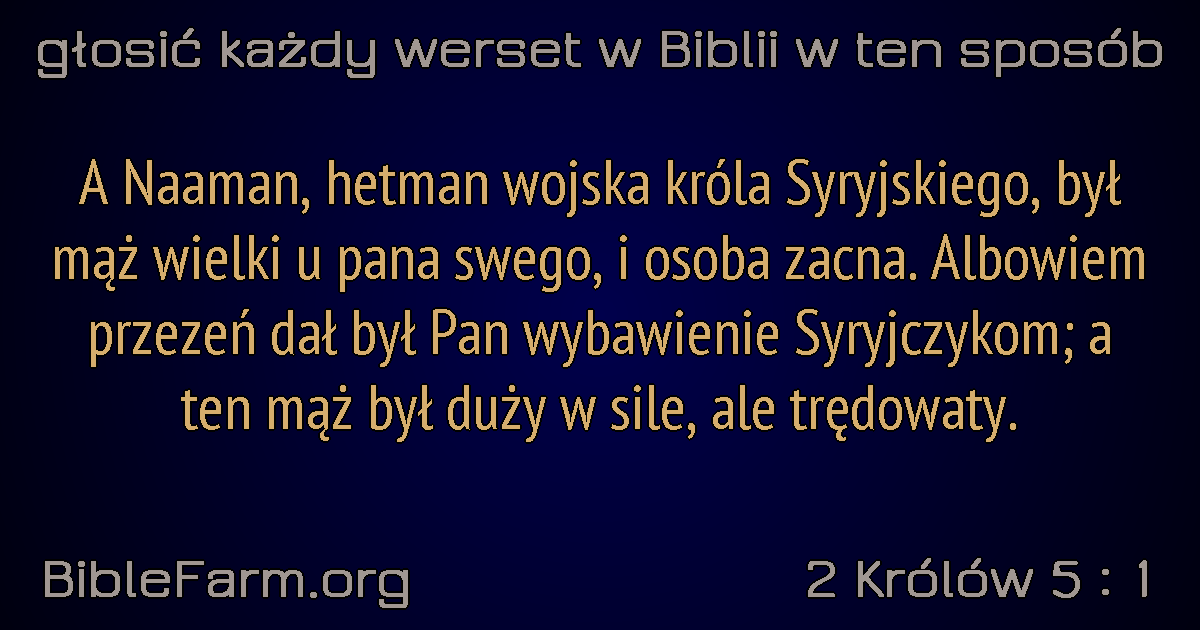 głosić każdy werset w Biblii w ten sposób
A Naaman, hetman wojska króla Syryjskiego, był
mąż wielki u pana swego, i osoba zacna. Albowiem
przezeń dał był Pan wybawienie Syryjczykom; a
ten mąż był duży w sile, ale trędowaty.
BibleFarm.org
2 Królów 5 : 1